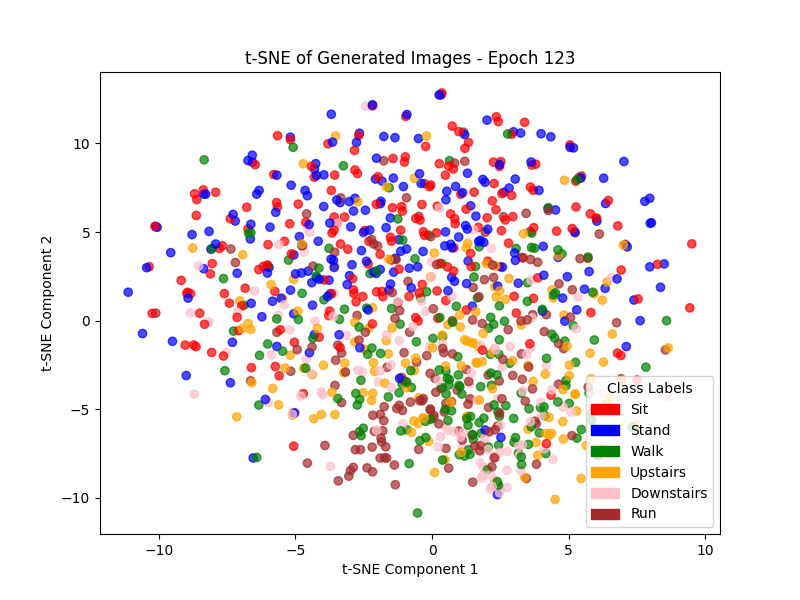 t-SNE of Generated Images - Epoch 123
t-SNE Component 2
10
5
0
−5
−10
−10
−5
0
5
10
t-SNE Component 1
Class Labels
Sit
Stand
Walk
Upstairs
Downstairs
Run